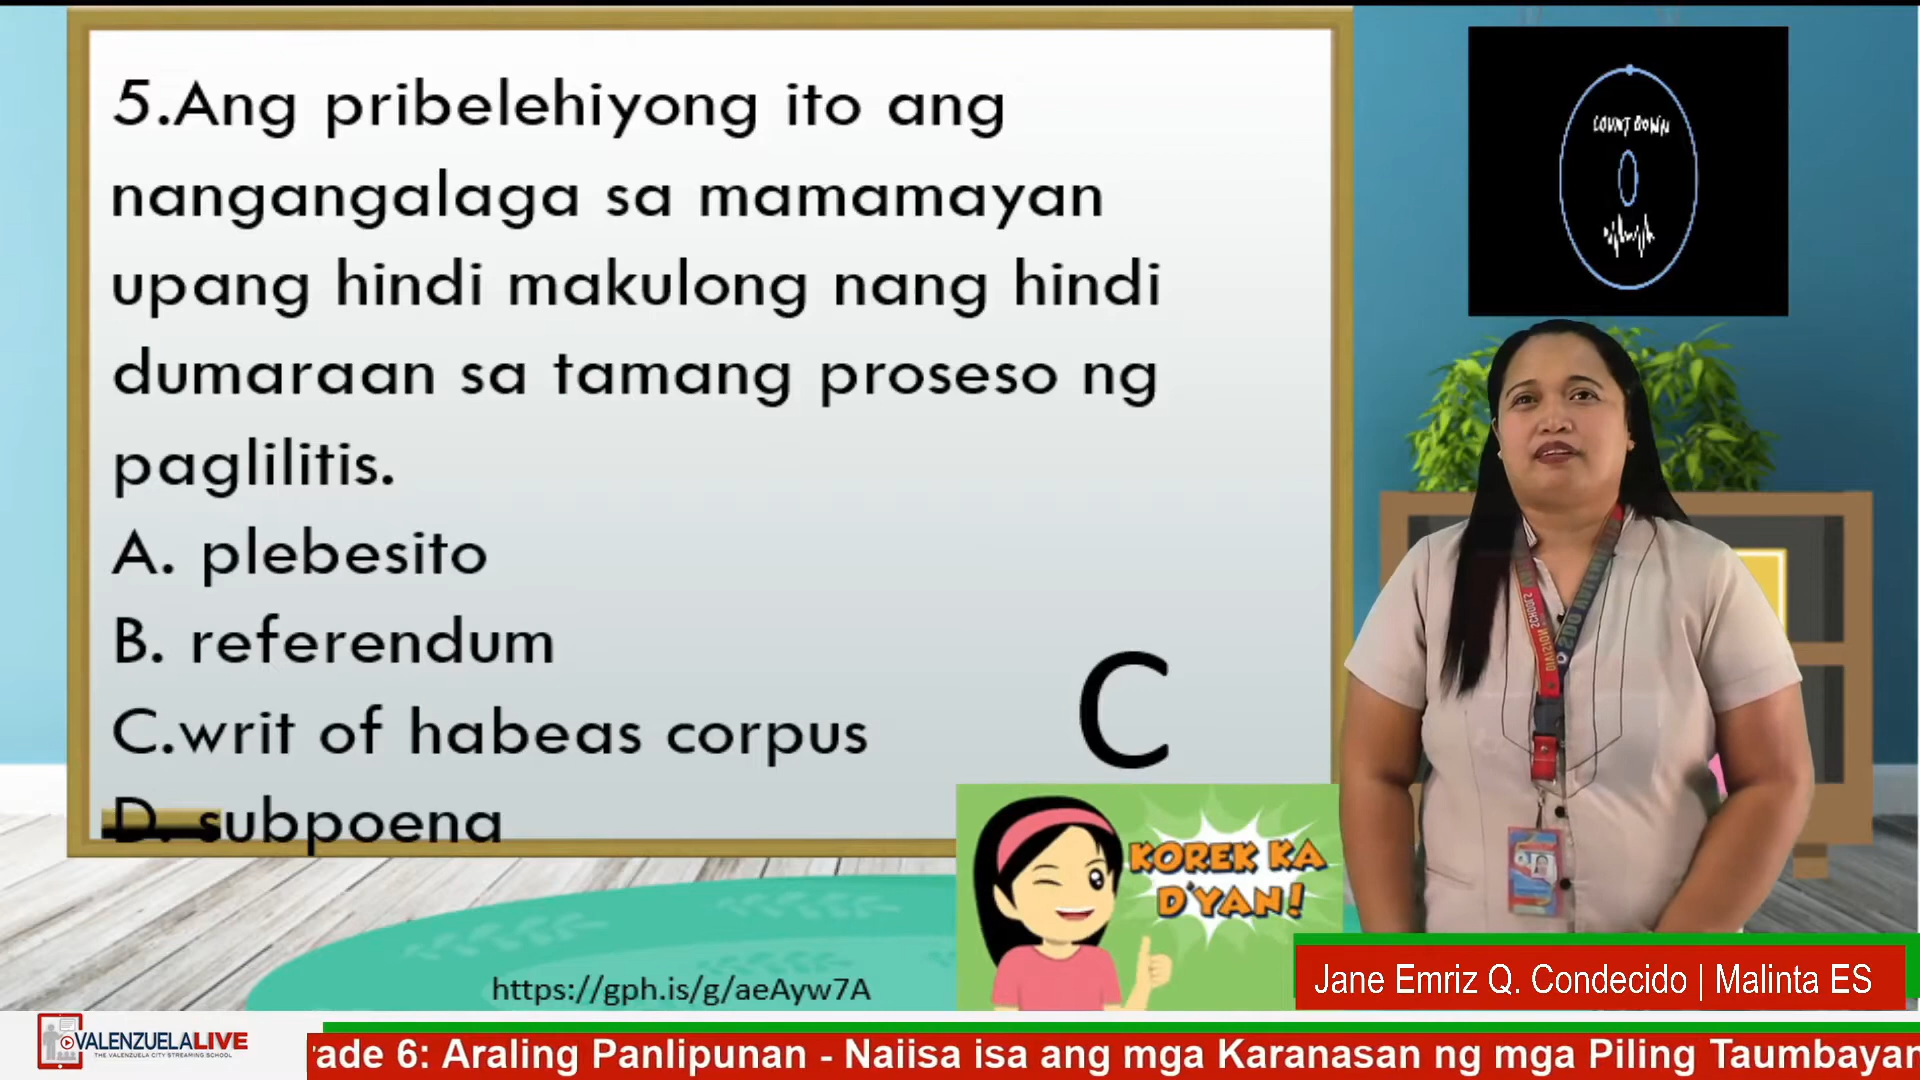 5.Ang pribelehiyong ito ang
nangangalaga sa mamamayan
upang hindi makulong nang hindi
dumaraan sa tamang proseso ng
paglilitis.
A. plebesito
B. referendum
C.writ of habeas corpus
D. subpoena
C
COUNT DOWN
KOREK KA
D'YAN!
https://gph.is/g/aeAyw7A
Jane Emriz Q. Condecido | Malinta ES
VALENZUELALIVE
THE VALENZUELA CITY STREAMING SCHOOL
ade 6: Araling Panlipunan - Naiisa isa ang mga Karanasan ng mga Piling Taumbayan